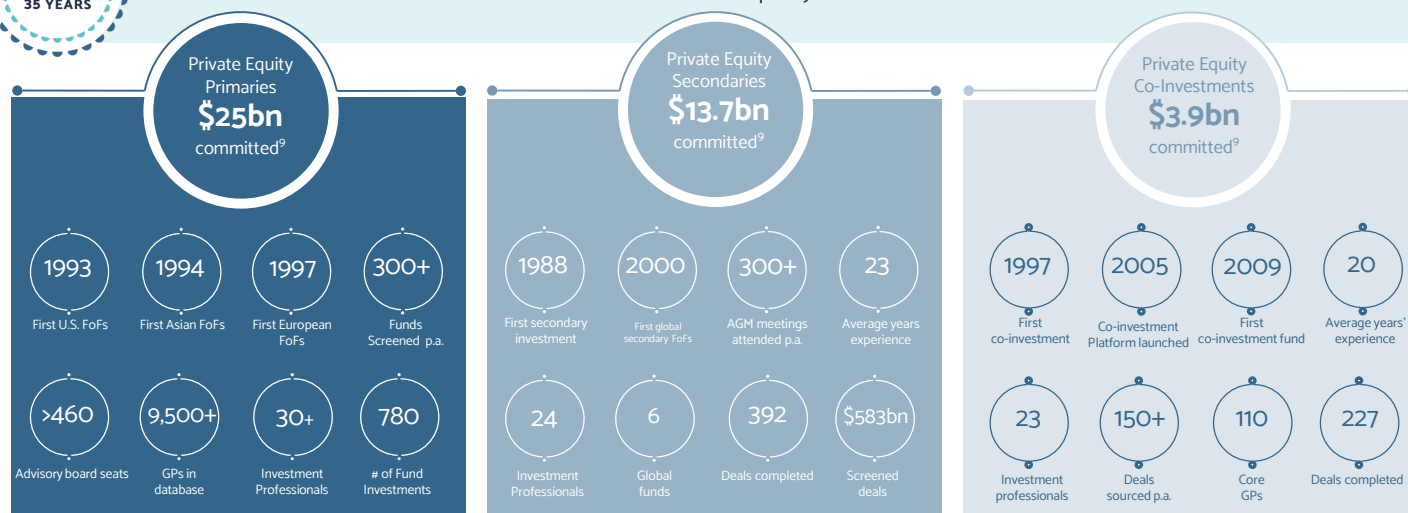 35 YEARS
Private Equity
Primaries
$25bn
committed9
1993
First U.S. FoFs
1994
First Asian FoFs
1997
First European
FoFs
300+
Funds
Screened p.a.
>460
Advisory board seats
9,500+
GPs in
database
30+
Investment
Professionals
780
# of Fund
Investments
Private Equity
Secondaries
$13.7bn
committed9
1988
First secondary
investment
2000
First global
secondary FoFs
300+
AGM meetings
attended p.a.
23
Average years
experience
24
Investment
Professionals
6
Global
funds
392
Deals completed
$583bn
Screened
deals
Private Equity
Co-Investments
$3.9bn
committed9
1997
First
co-investment
2005
Co-investment
Platform launched
2009
First
co-investment fund
20
Average years'
experience
23
Investment
professionals
150+
Deals
sourced p.a.
110
Core
GPs
227
Deals completed